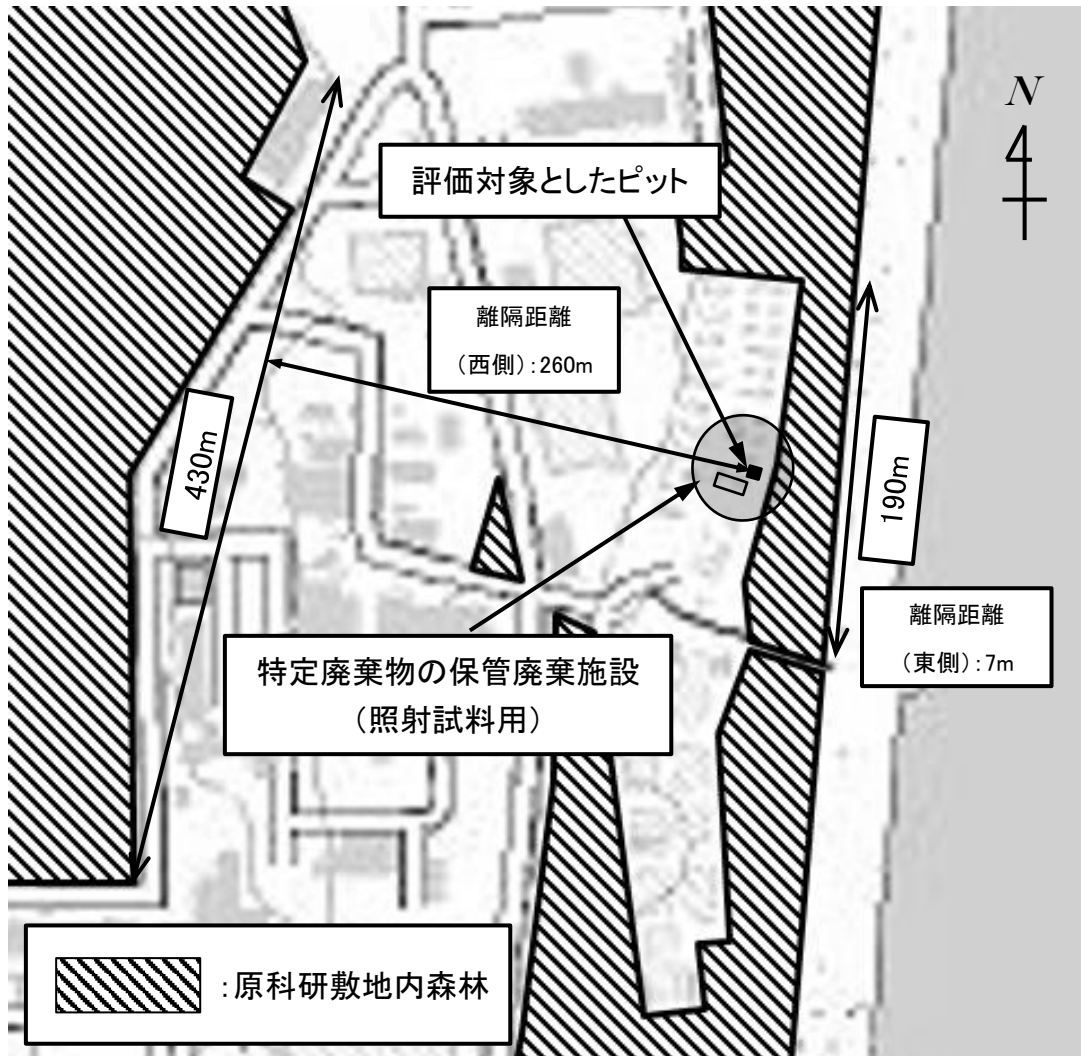 N
評価対象としたピット
離隔距離
(西側):260m
430m
190m
離隔距離
(東側):7m
特定廃棄物の保管廃棄施設
(照射試料用)
:原科研敷地内森林